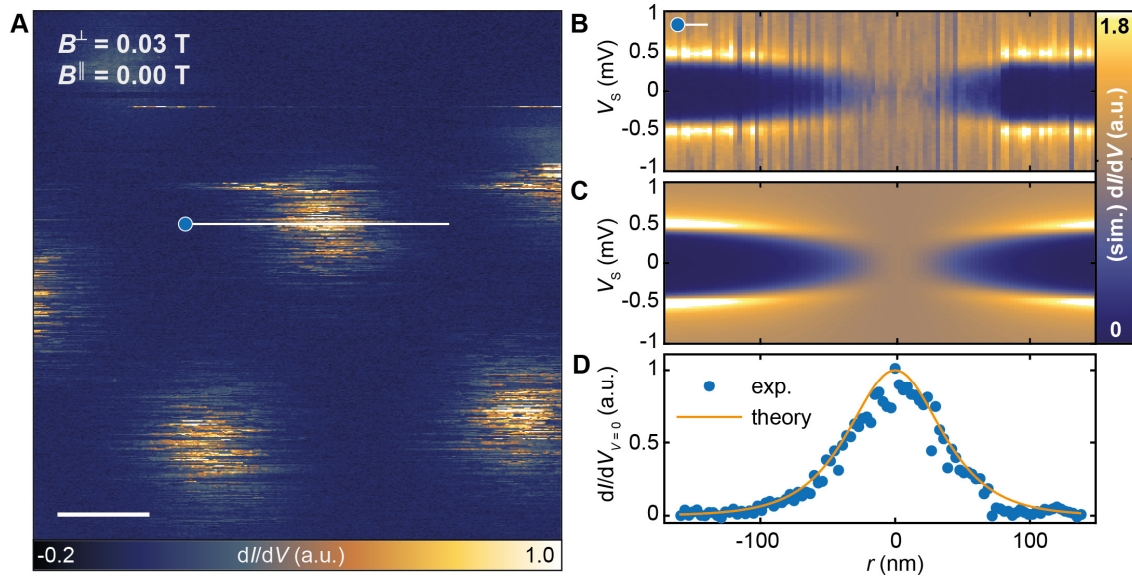 A
B⊥ = 0.03 T
B∥ = 0.00 T
-0.2
dI/dV (a.u.)
1.0
B
1
0.5
0
-0.5
-1
VS (mV)
C
1
0.5
0
-0.5
-1
VS (mV)
1.8
(sim.) dI/dV (a.u.)
0
D
1
0.5
0
dI/dVV = 0 (a.u.)
exp.
theory
-100
0
100
r (nm)